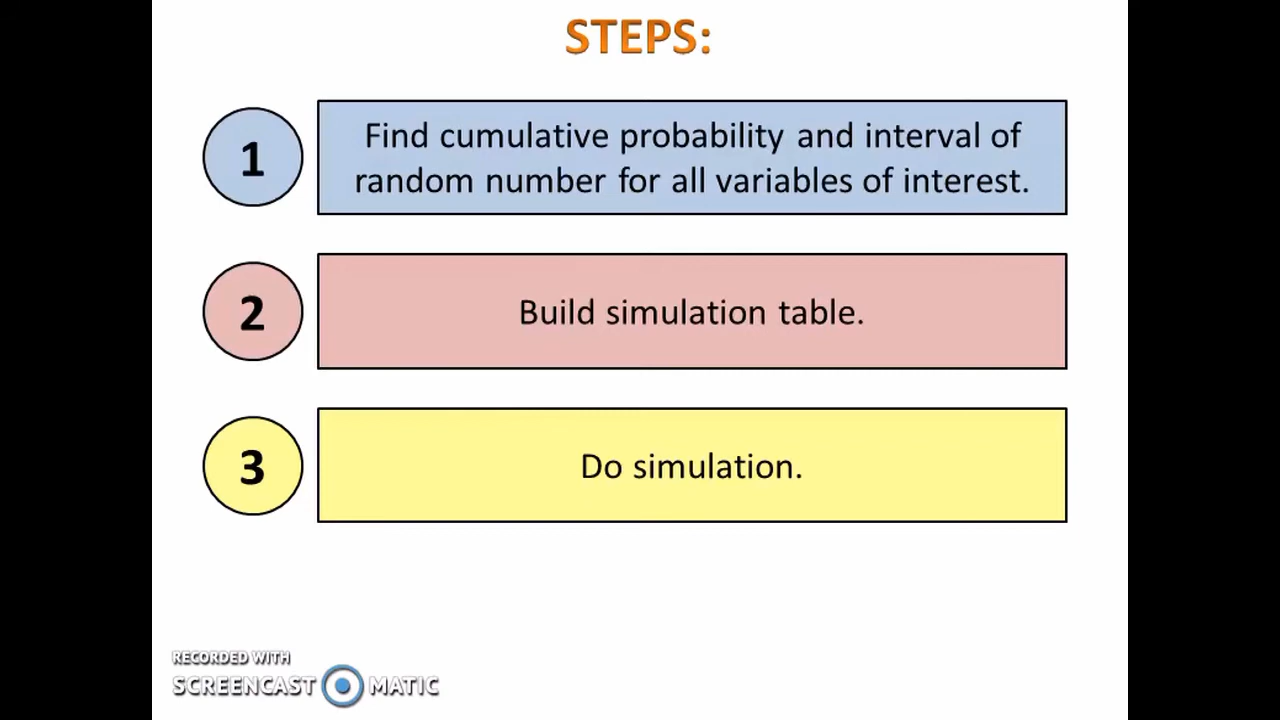 STEPS:
1
Find cumulative probability and interval of
random number for all variables of interest.
2
Build simulation table.
3
Do simulation.
RECORDED WITH
SCREENCAST MATIC